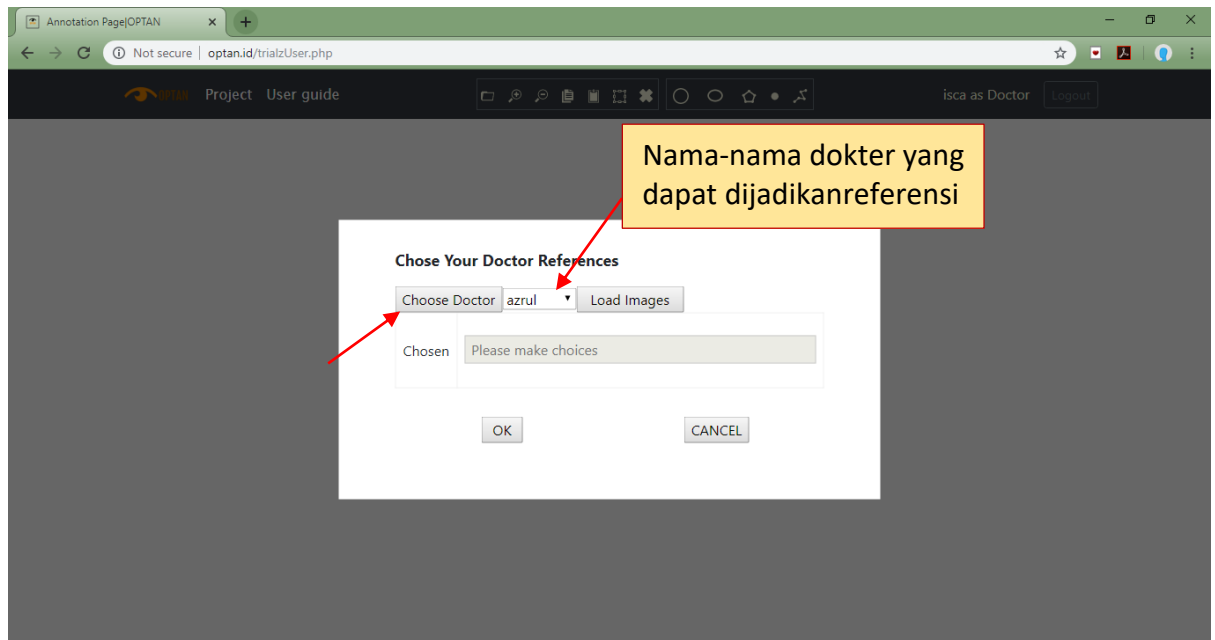 Annotation Page|OPTAN
Not secure | optan.id/trialzUser.php
OPTAN Project User guide isca as Doctor Logout
Nama-nama dokter yang
dapat dijadikanreferensi
Chose Your Doctor References
Choose Doctor azrul Load Images
Chosen Please make choices
OK CANCEL